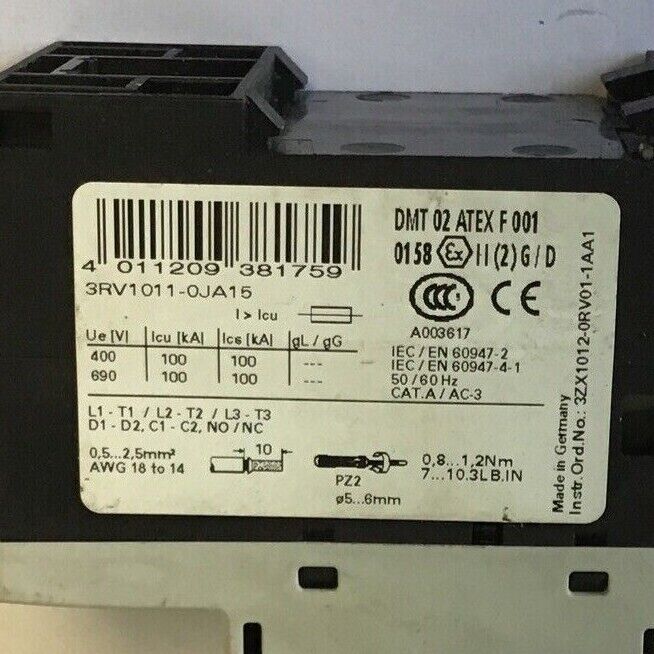 4 011209 381759
3RV1011-0JA15
I > Icu
Ue [V] Icu [kA] Ics [kA] gL / gG
400 100 100 ---
690 100 100 ---
L1 - T1 / L2 - T2 / L3 - T3
D1 - D2, C1 - C2, NO / NC
0,5...2,5mm²
AWG 18 to 14
10
PZ2
ø5...6mm
0,8...1,2Nm
7...10.3LB.IN
DMT 02 ATEX F 001
0158 Ex II (2) G / D
CCC CE
A003617
IEC / EN 60947-2
IEC / EN 60947-4-1
50 / 60 Hz
CAT.A / AC-3
Made in Germany
Instr.Ord.No.: 3ZX1012-0RV01-1AA1